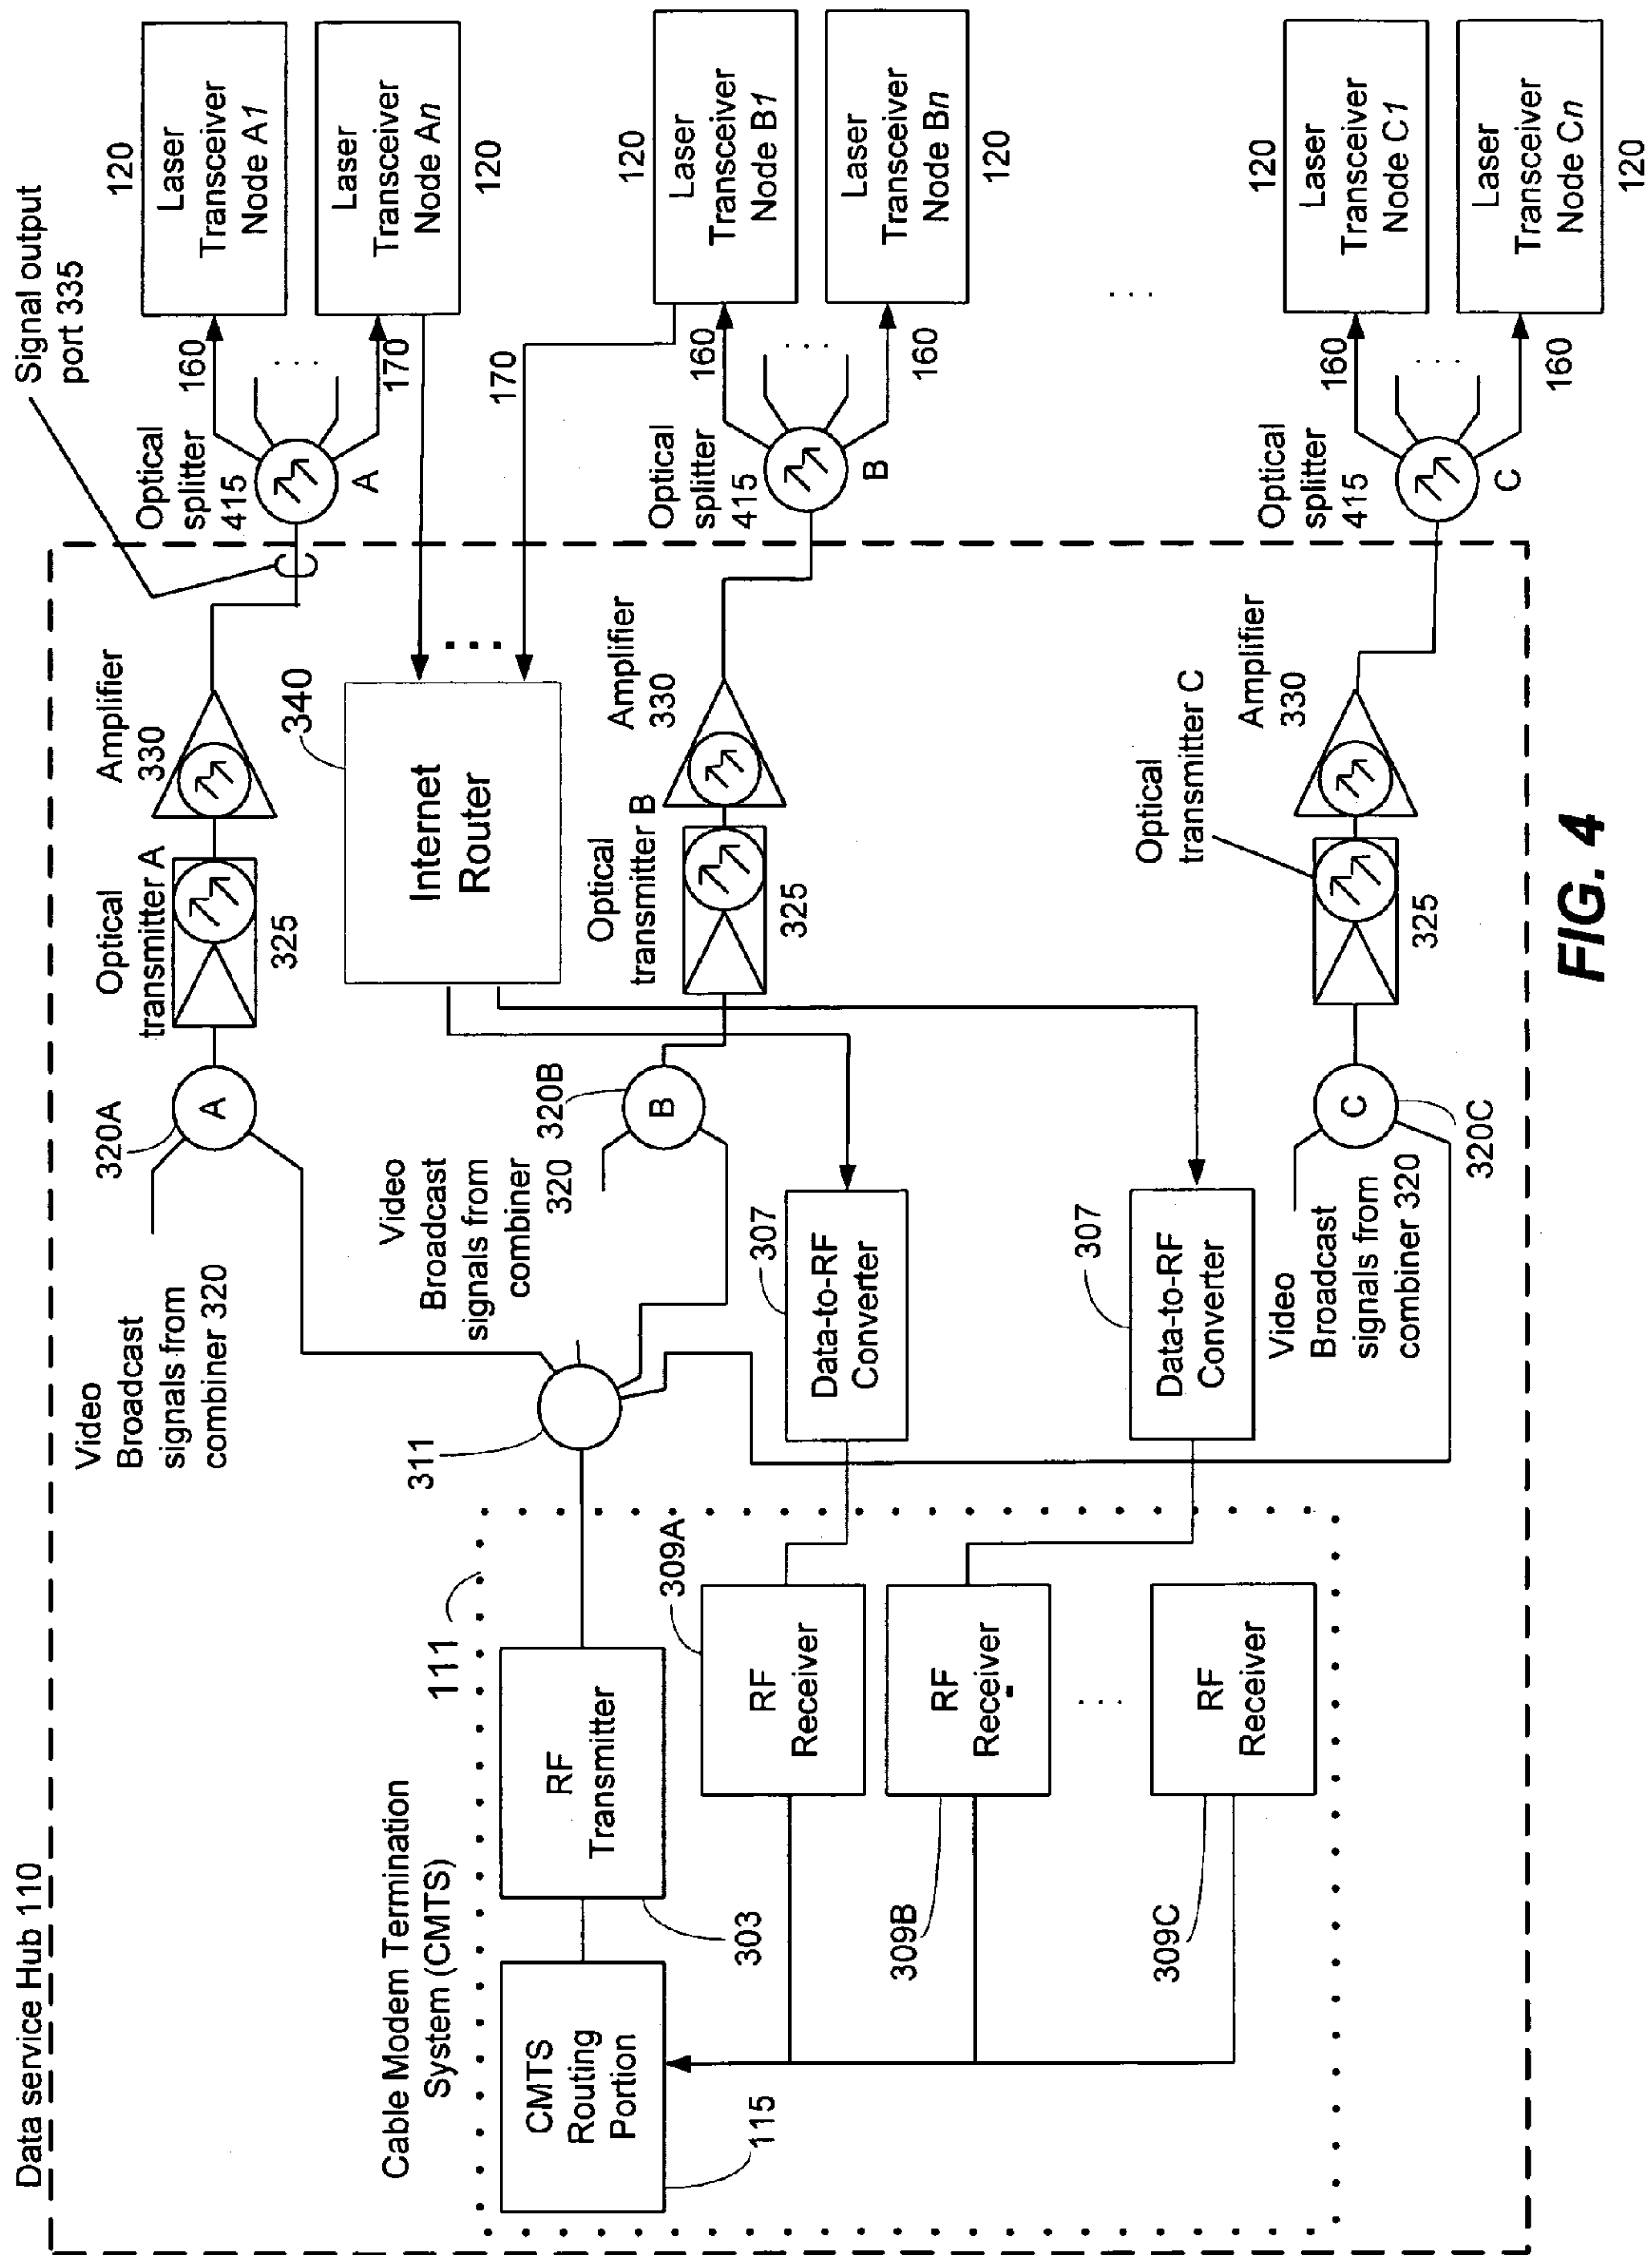 Data service Hub 110
Cable Modem Termination
System (CMTS)
111
CMTS
Routing
Portion
115
RF
Transmitter
303
RF
Receiver
309A
RF
Receiver
309B
. . .
RF
Receiver
309C
311
Video
Broadcast
signals from
combiner 320
320A
A
Optical
transmitter A
325
Amplifier
330
Signal output
port 335
Optical
splitter
415
A
160
. . .
170
120
Laser
Transceiver
Node A1
Laser
Transceiver
Node An
120
Internet
Router
340
. . .
170
Video
Broadcast
signals from
combiner
320
320B
B
Optical
transmitter B
325
Amplifier
330
Optical
splitter
415
B
160
. . .
160
120
Laser
Transceiver
Node B1
Laser
Transceiver
Node Bn
120
Data-to-RF
Converter
307
Data-to-RF
Converter
307
. . .
Video
Broadcast
signals from
combiner 320
320C
C
Optical
transmitter C
325
Amplifier
330
Optical
splitter
415
C
160
. . .
160
120
Laser
Transceiver
Node C1
Laser
Transceiver
Node Cn
120
FIG. 4